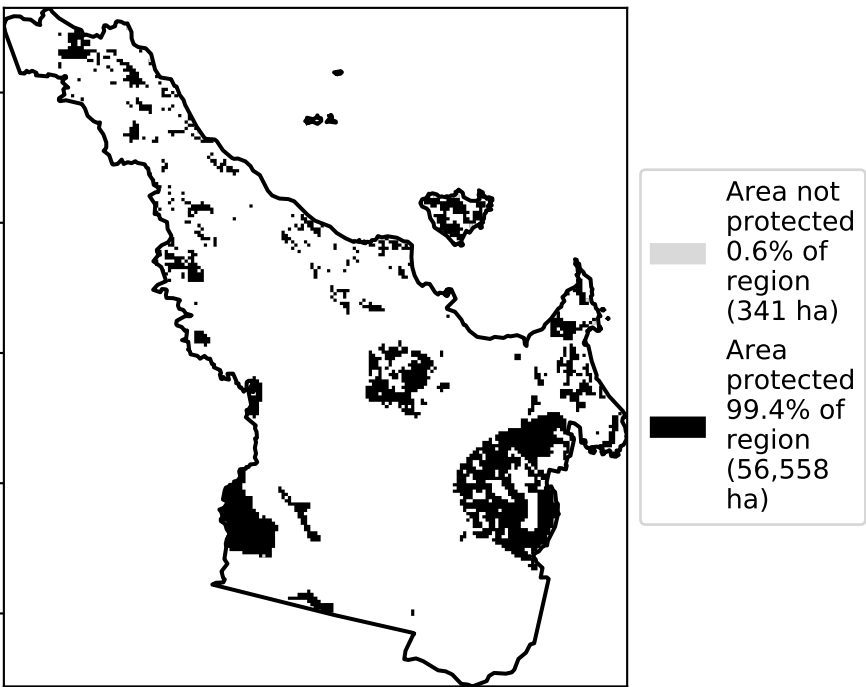 Area not
protected
0.6% of
region
(341 ha)
Area
protected
99.4% of
region
(56,558
ha)